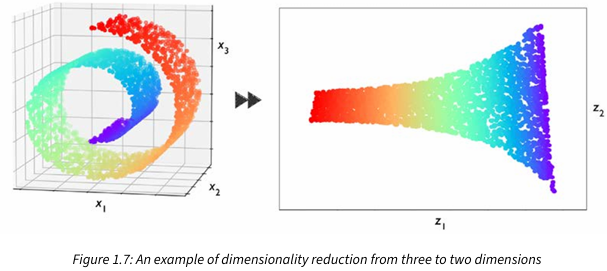 x3
x2
x1
z2
z1
Figure 1.7: An example of dimensionality reduction from three to two dimensions